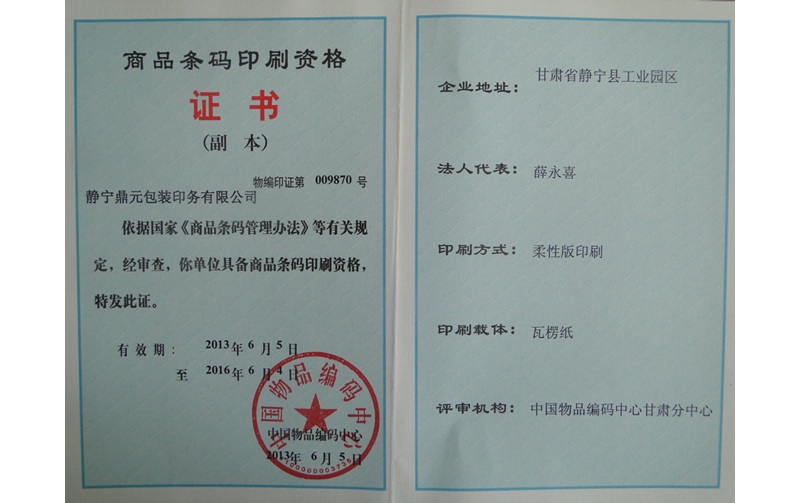 商品条码印刷资格
证书
(副 本)
物编印证第 009870 号
静宁鼎元包装印务有限公司
依据国家《商品条码管理办法》等有关规
定，经审查，你单位具备商品条码印刷资格，
特发此证。
有效期： 2013年 6 月 5 日
至 2016年 6 月 4 日
中国物品编码中心
中国物品编码中心
2013年 6 月 5 日
1000000003735
企业地址： 甘肃省静宁县工业园区
法人代表： 薛永喜
印刷方式： 柔性版印刷
印刷载体： 瓦楞纸
评审机构： 中国物品编码中心甘肃分中心